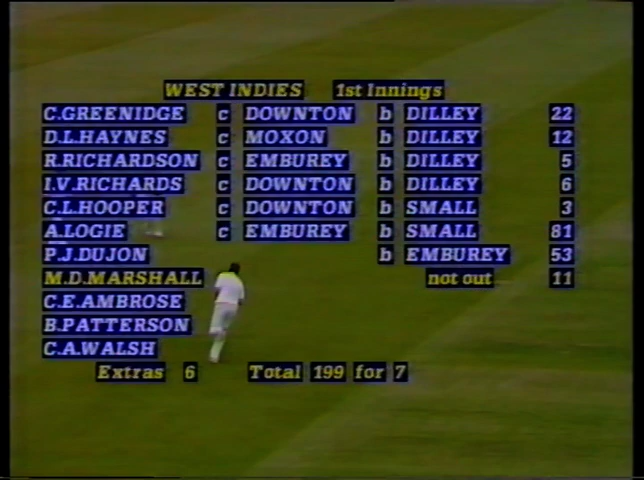 WEST INDIES 1st Innings
C.GREENIDGE c DOWNTON b DILLEY 22
D.L.HAYNES c MOXON b DILLEY 12
R.RICHARDSON c EMBUREY b DILLEY 5
I.V.RICHARDS c DOWNTON b DILLEY 6
C.L.HOOPER c DOWNTON b SMALL 3
A.LOGIE c EMBUREY b SMALL 81
P.J.DUJON b EMBUREY 53
M.D.MARSHALL not out 11
C.E.AMBROSE
B.PATTERSON
C.A.WALSH
Extras 6 Total 199 for 7